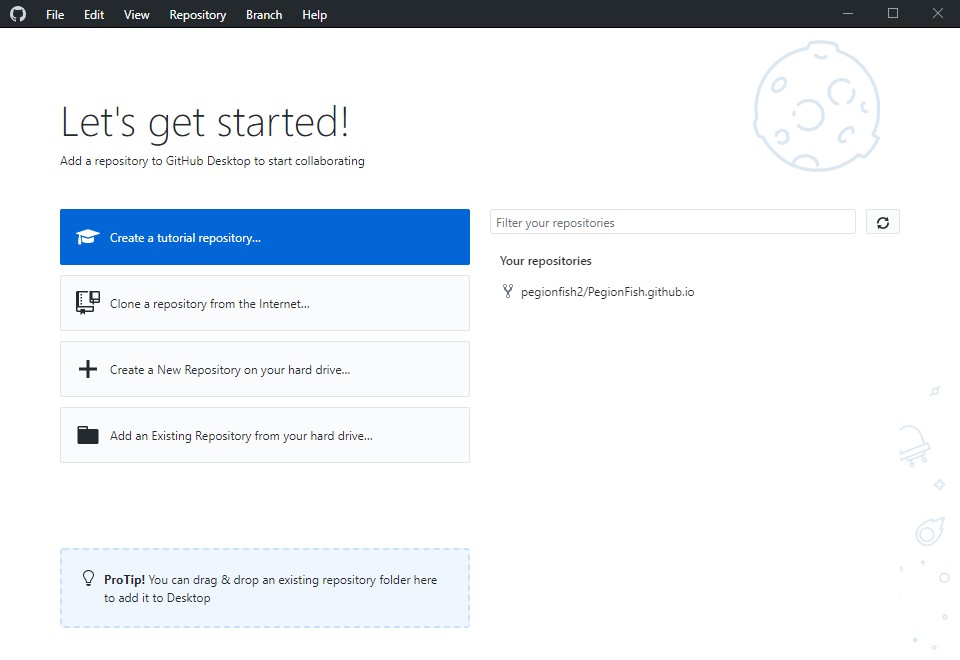 File Edit View Repository Branch Help
Let's get started!
Add a repository to GitHub Desktop to start collaborating
Create a tutorial repository...
Clone a repository from the Internet...
Create a New Repository on your hard drive...
Add an Existing Repository from your hard drive...
ProTip! You can drag & drop an existing repository folder here
to add it to Desktop
Filter your repositories
Your repositories
pegionfish2/PegionFish.github.io